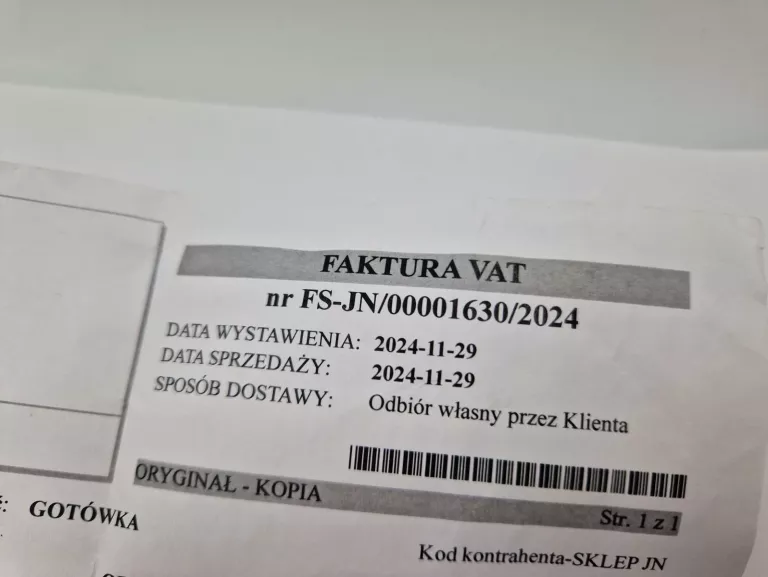 FAKTURA VAT
nr FS-JN/00001630/2024
DATA WYSTAWIENIA: 2024-11-29
DATA SPRZEDAŻY: 2024-11-29
SPOSÓB DOSTAWY: Odbiór własny przez Klienta
ORYGINAŁ - KOPIA Str. 1 z 1
GOTÓWKA
Kod kontrahenta-SKLEP JN